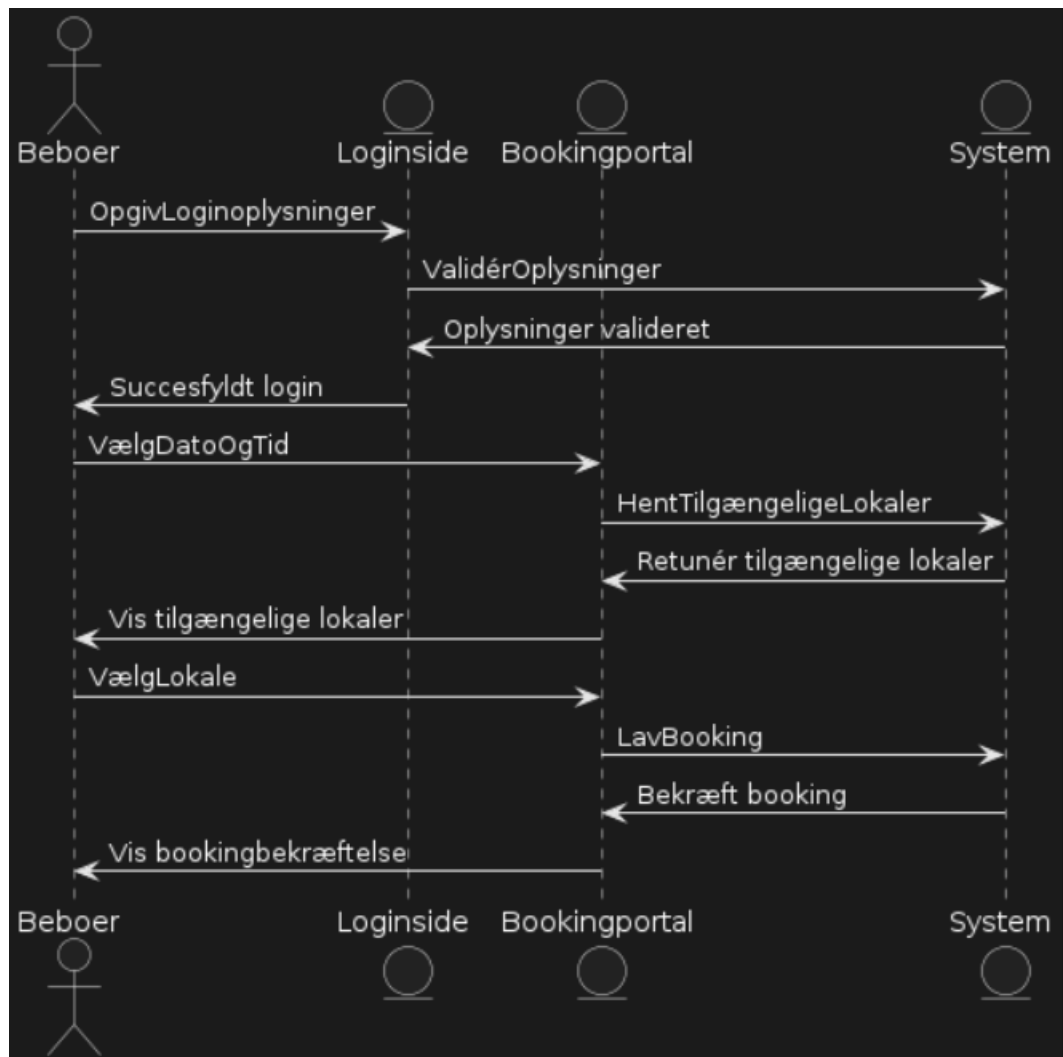 Beboer
Loginside
Bookingportal
System
OpgivLoginoplysninger
ValidérOplysninger
Oplysninger valideret
Succesfyldt login
VælgDatoOgTid
HentTilgængeligeLokaler
Retunér tilgængelige lokaler
Vis tilgængelige lokaler
VælgLokale
LavBooking
Bekræft booking
Vis bookingbekræftelse
Beboer
Loginside
Bookingportal
System